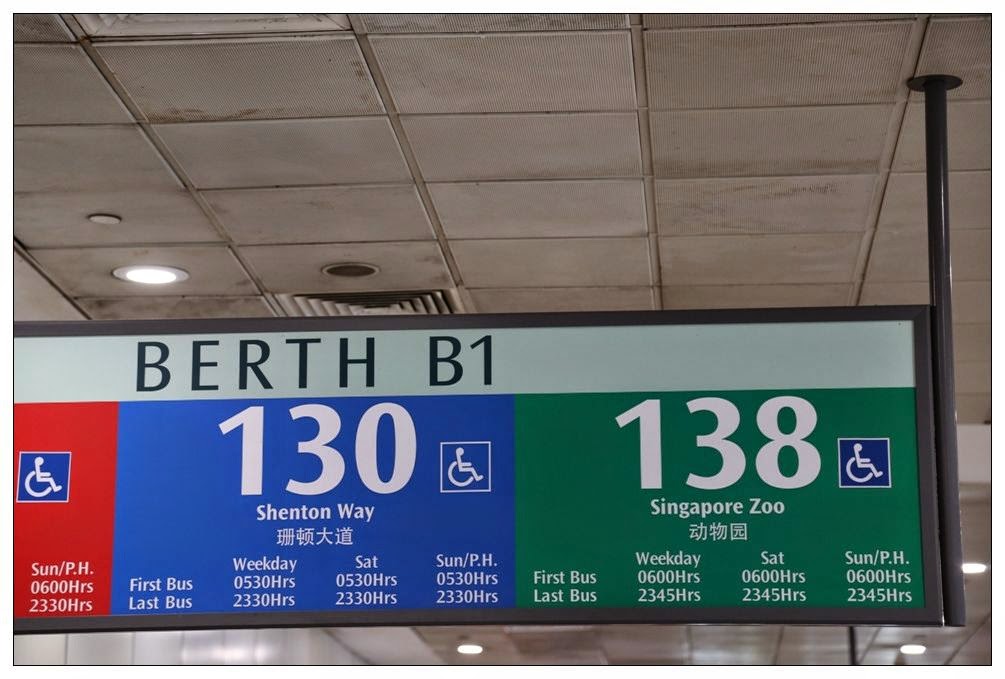 BERTH B1
Sun/P.H.
0600Hrs
2330Hrs
130
Shenton Way
珊顿大道
Weekday Sat Sun/P.H.
First Bus 0530Hrs 0530Hrs 0530Hrs
Last Bus 2330Hrs 2330Hrs 2330Hrs
138
Singapore Zoo
动物园
Weekday Sat Sun/P.H.
First Bus 0600Hrs 0600Hrs 0600Hrs
Last Bus 2345Hrs 2345Hrs 2345Hrs